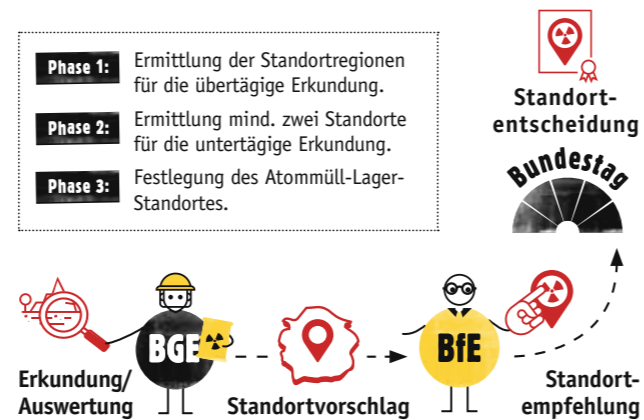 Phase 1:
Ermittlung der Standortregionen
für die übertägige Erkundung.
Phase 2:
Ermittlung mind. zwei Standorte
für die untertägige Erkundung.
Phase 3:
Festlegung des Atommüll-Lager-
Standortes.
Standort-
entscheidung
Bundestag
BGE
BfE
Erkundung/
Auswertung
Standortvorschlag
Standort-
empfehlung